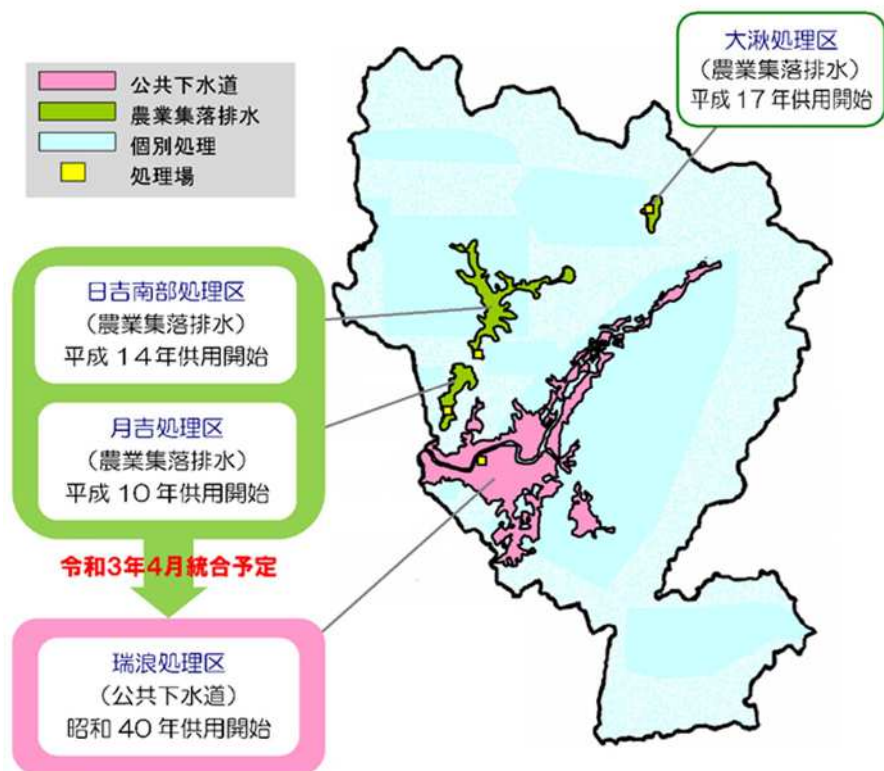 公共下水道
農業集落排水
個別処理
処理場
大湫処理区
（農業集落排水）
平成17年供用開始
日吉南部処理区
（農業集落排水）
平成14年供用開始
月吉処理区
（農業集落排水）
平成10年供用開始
令和3年4月統合予定
瑞浪処理区
（公共下水道）
昭和40年供用開始